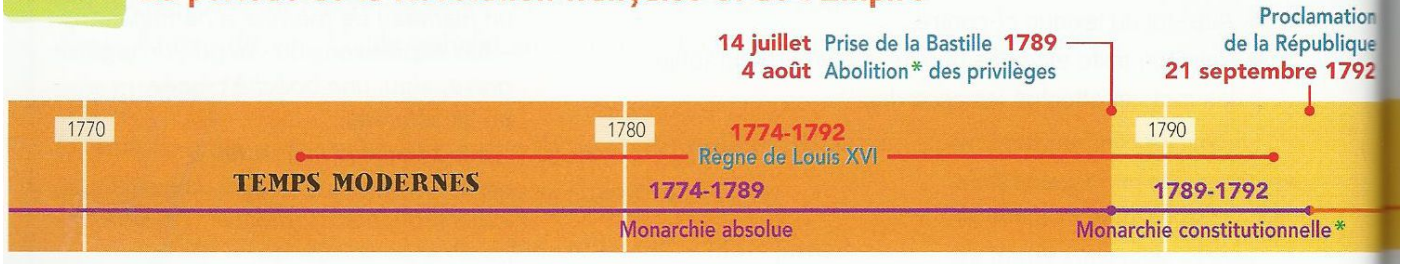 Proclamation
14 juillet Prise de la Bastille 1789
de la République
4 août Abolition* des privilèges
21 septembre 1792
1770
1780
1774-1792
1790
Règne de Louis XVI
TEMPS MODERNES
1774-1789
1789-1792
Monarchie absolue
Monarchie constitutionnelle*